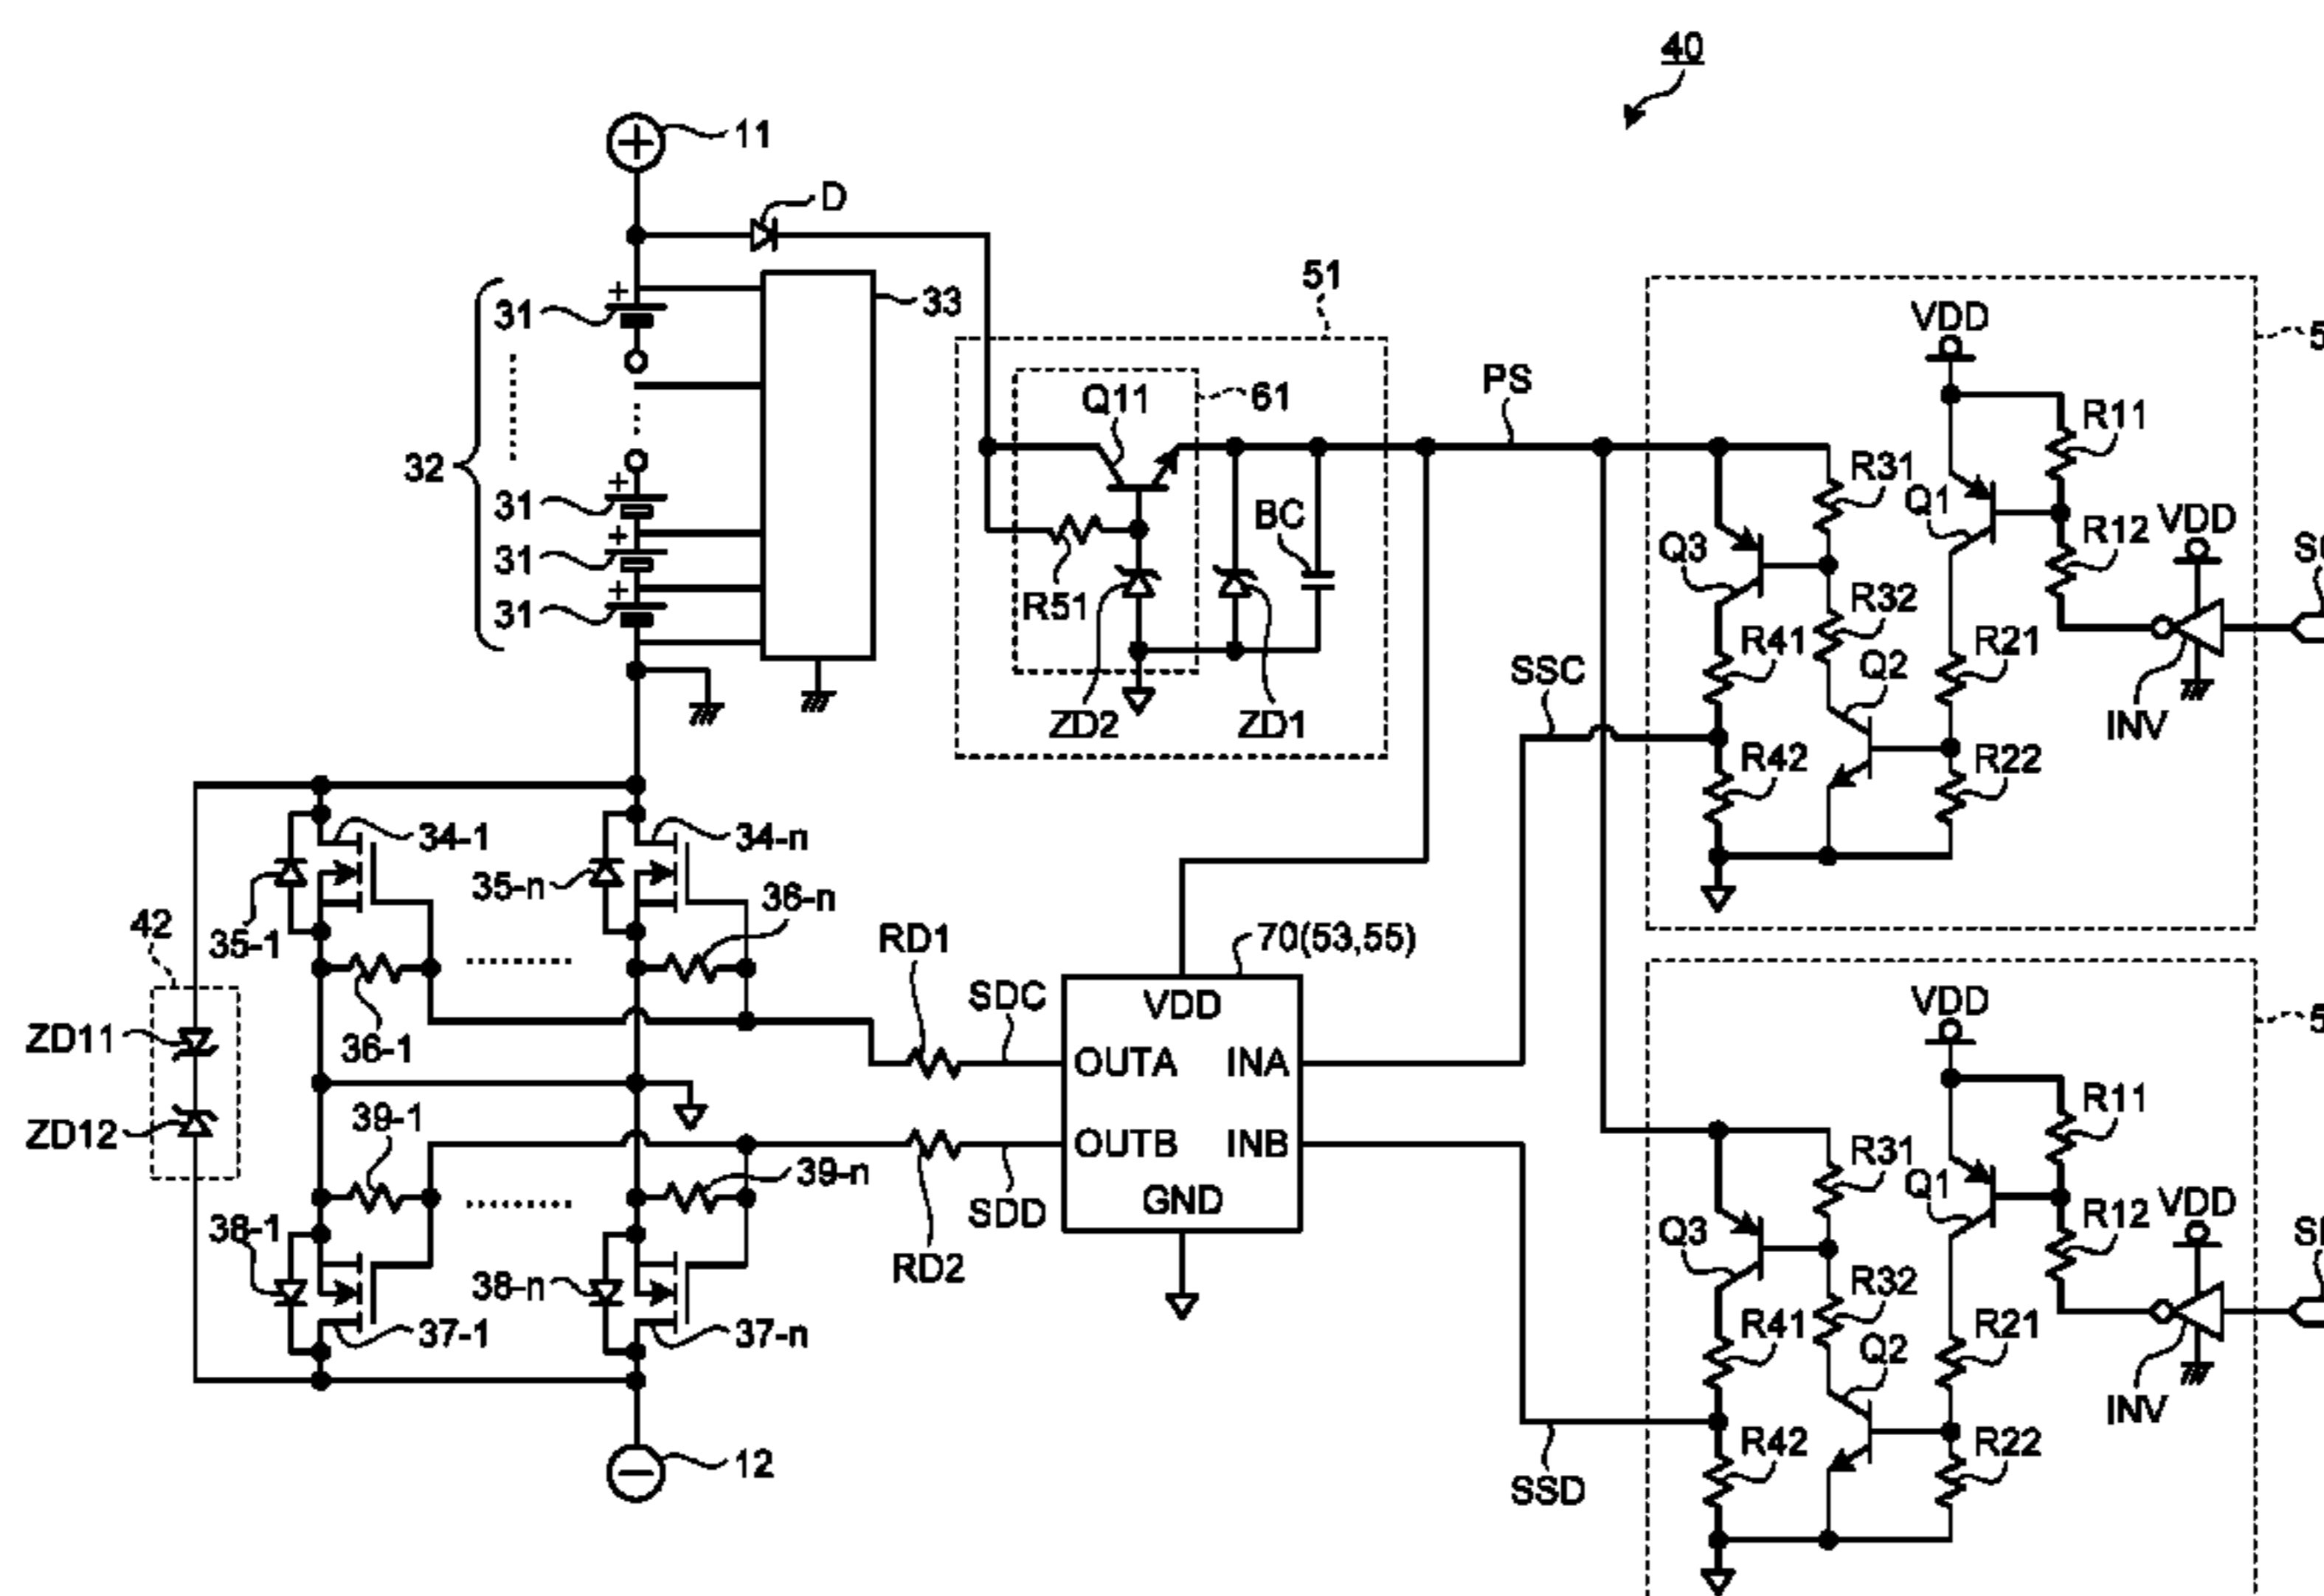 40
11
D
51
33
31
VDD
5
PS
Q11
61
R11
32
R31
Q1
VDD
31
BC
R12
Q3
31
R51
R32
31
R41
R21
SSC
Q2
ZD2
ZD1
INV
R42
R22
34-1
34-n
35-n
36-n
42
35-1
RD1
70(53,55)
SDC
VDD
VDD
5
ZD11
36-1
OUTA
INA
R11
39-1
ZD12
OUTB
INB
R31
39-n
Q1
VDD
R12
GND
SDD
38-1
Q3
RD2
38-n
R32
37-1
37-n
R41
R21
Q2
INV
12
R42
R22
SSD